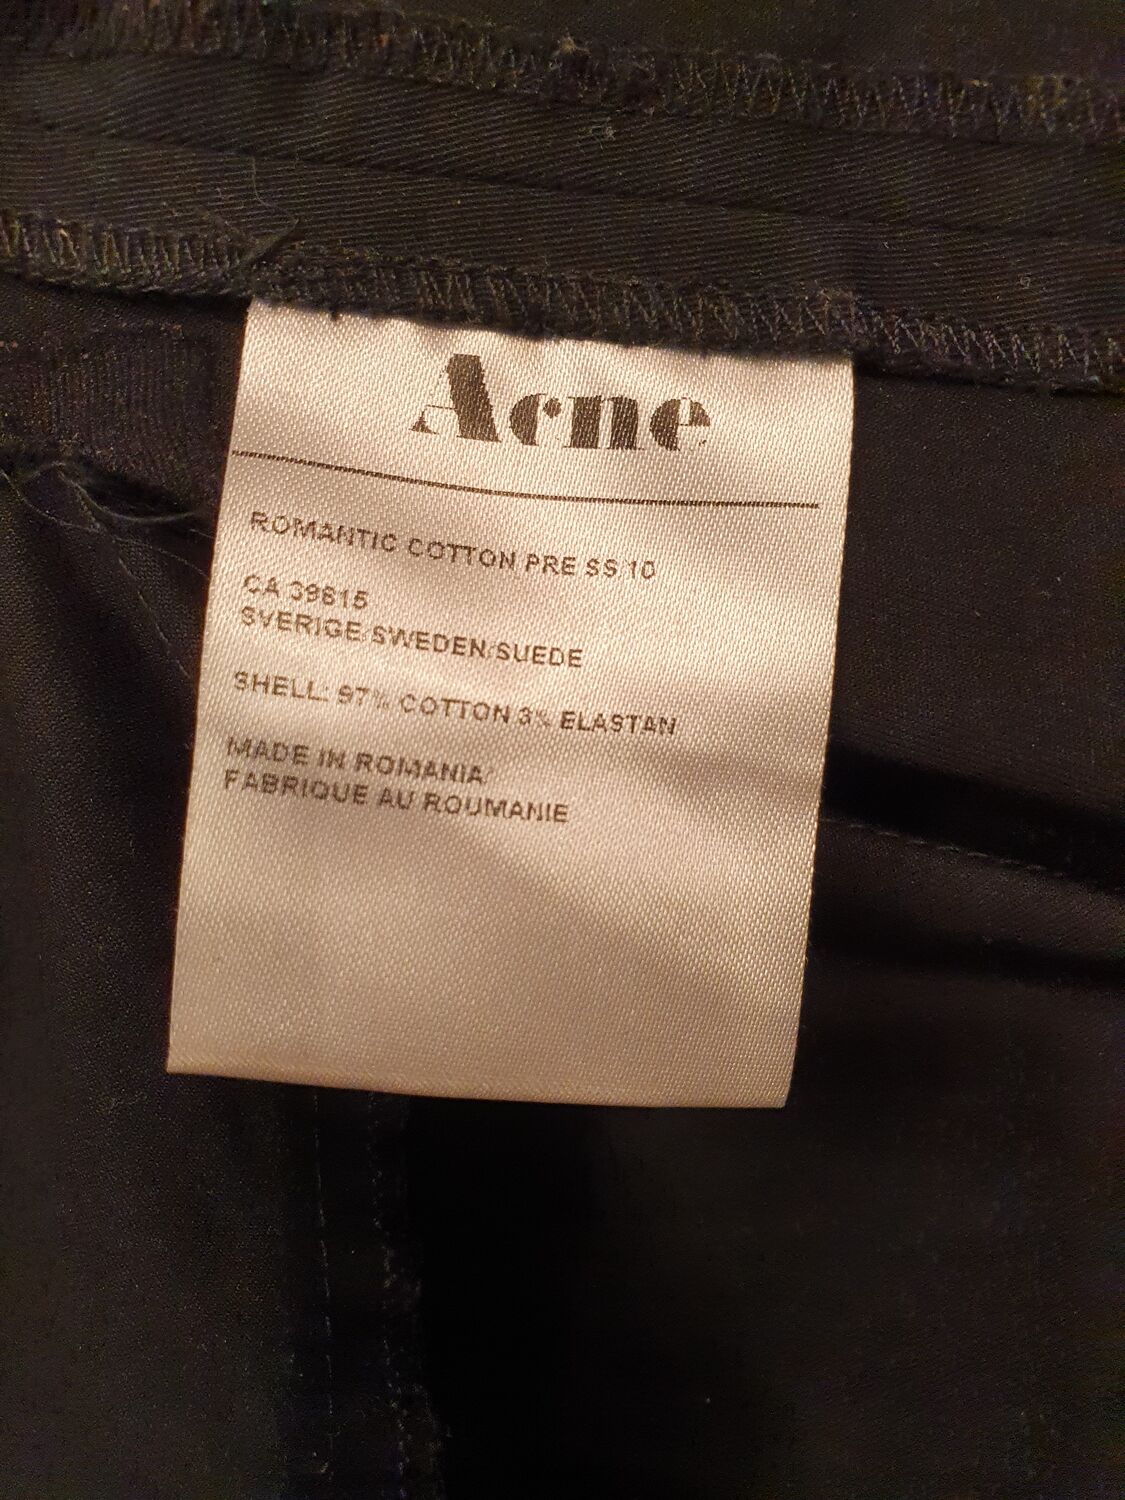 Acne
ROMANTIC COTTON PRE SS 10
CA 39815
SVERIGE/SWEDEN/SUEDE
SHELL: 97% COTTON 3% ELASTAN
MADE IN ROMANIA/
FABRIQUE AU ROUMANIE